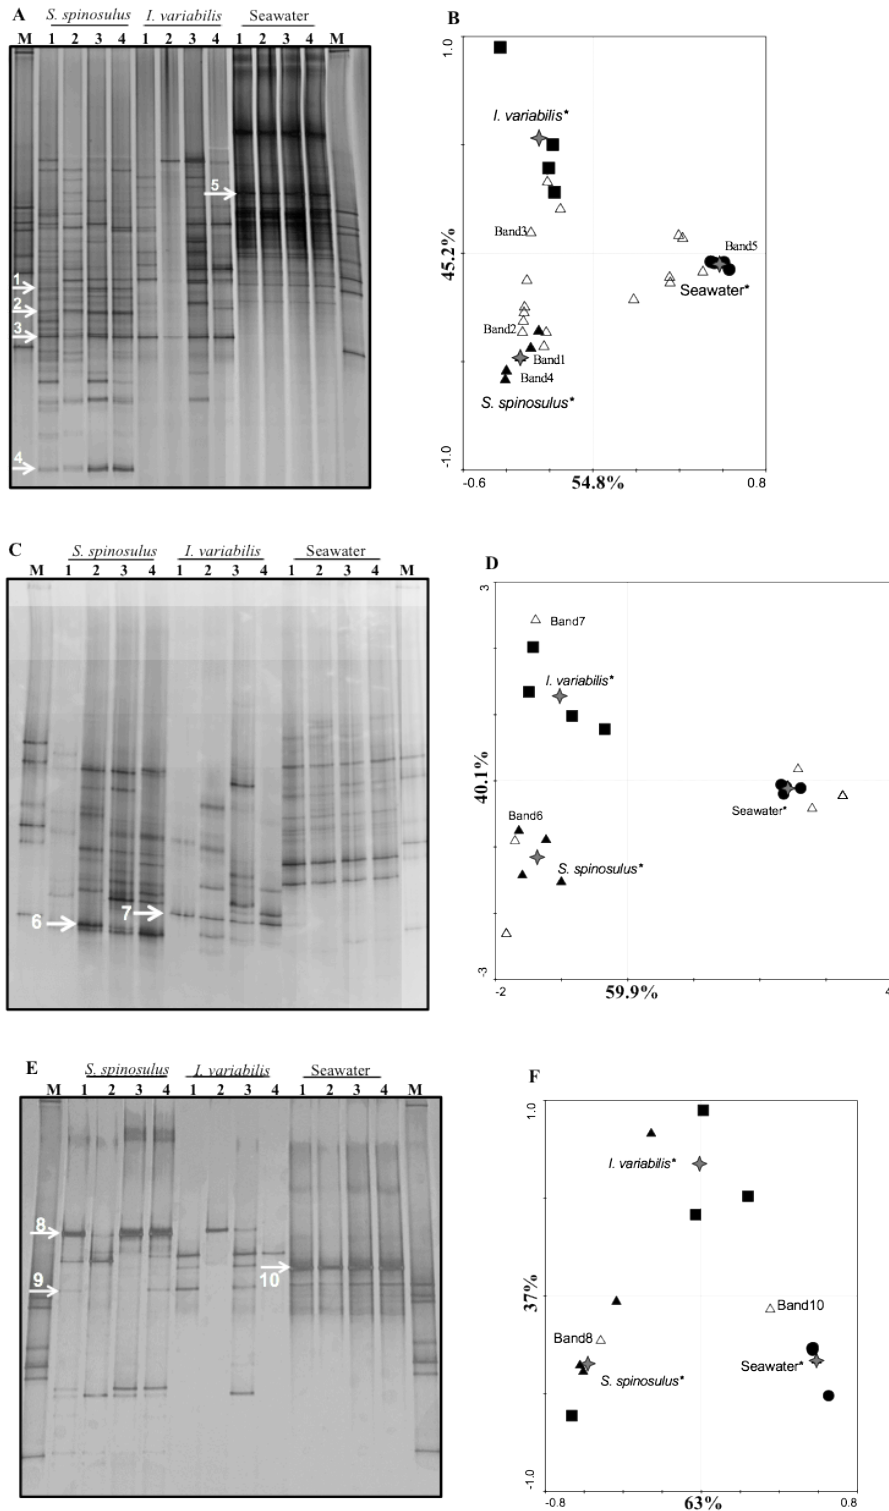 A
S. spinosulus I. variabilis Seawater
M 1 2 3 4 1 2 3 4 1 2 3 4 M
5
1
2
3
4
B
1.0
I. variabilis*
Band3
45.2%
Band5
Seawater*
Band2
Band1
Band4
S. spinosulus*
-1.0
-0.6 54.8% 0.8
C
S. spinosulus I. variabilis Seawater
M 1 2 3 4 1 2 3 4 1 2 3 4 M
6
7
D
3
Band7
I. variabilis*
40.1%
Seawater*
Band6
S. spinosulus*
-3
-2 59.9% 4
E
S. spinosulus I. variabilis Seawater
M 1 2 3 4 1 2 3 4 1 2 3 4 M
8
9
10
F
1.0
I. variabilis*
37%
Band10
Band8
Seawater*
S. spinosulus*
-1.0
-0.8 63% 0.8